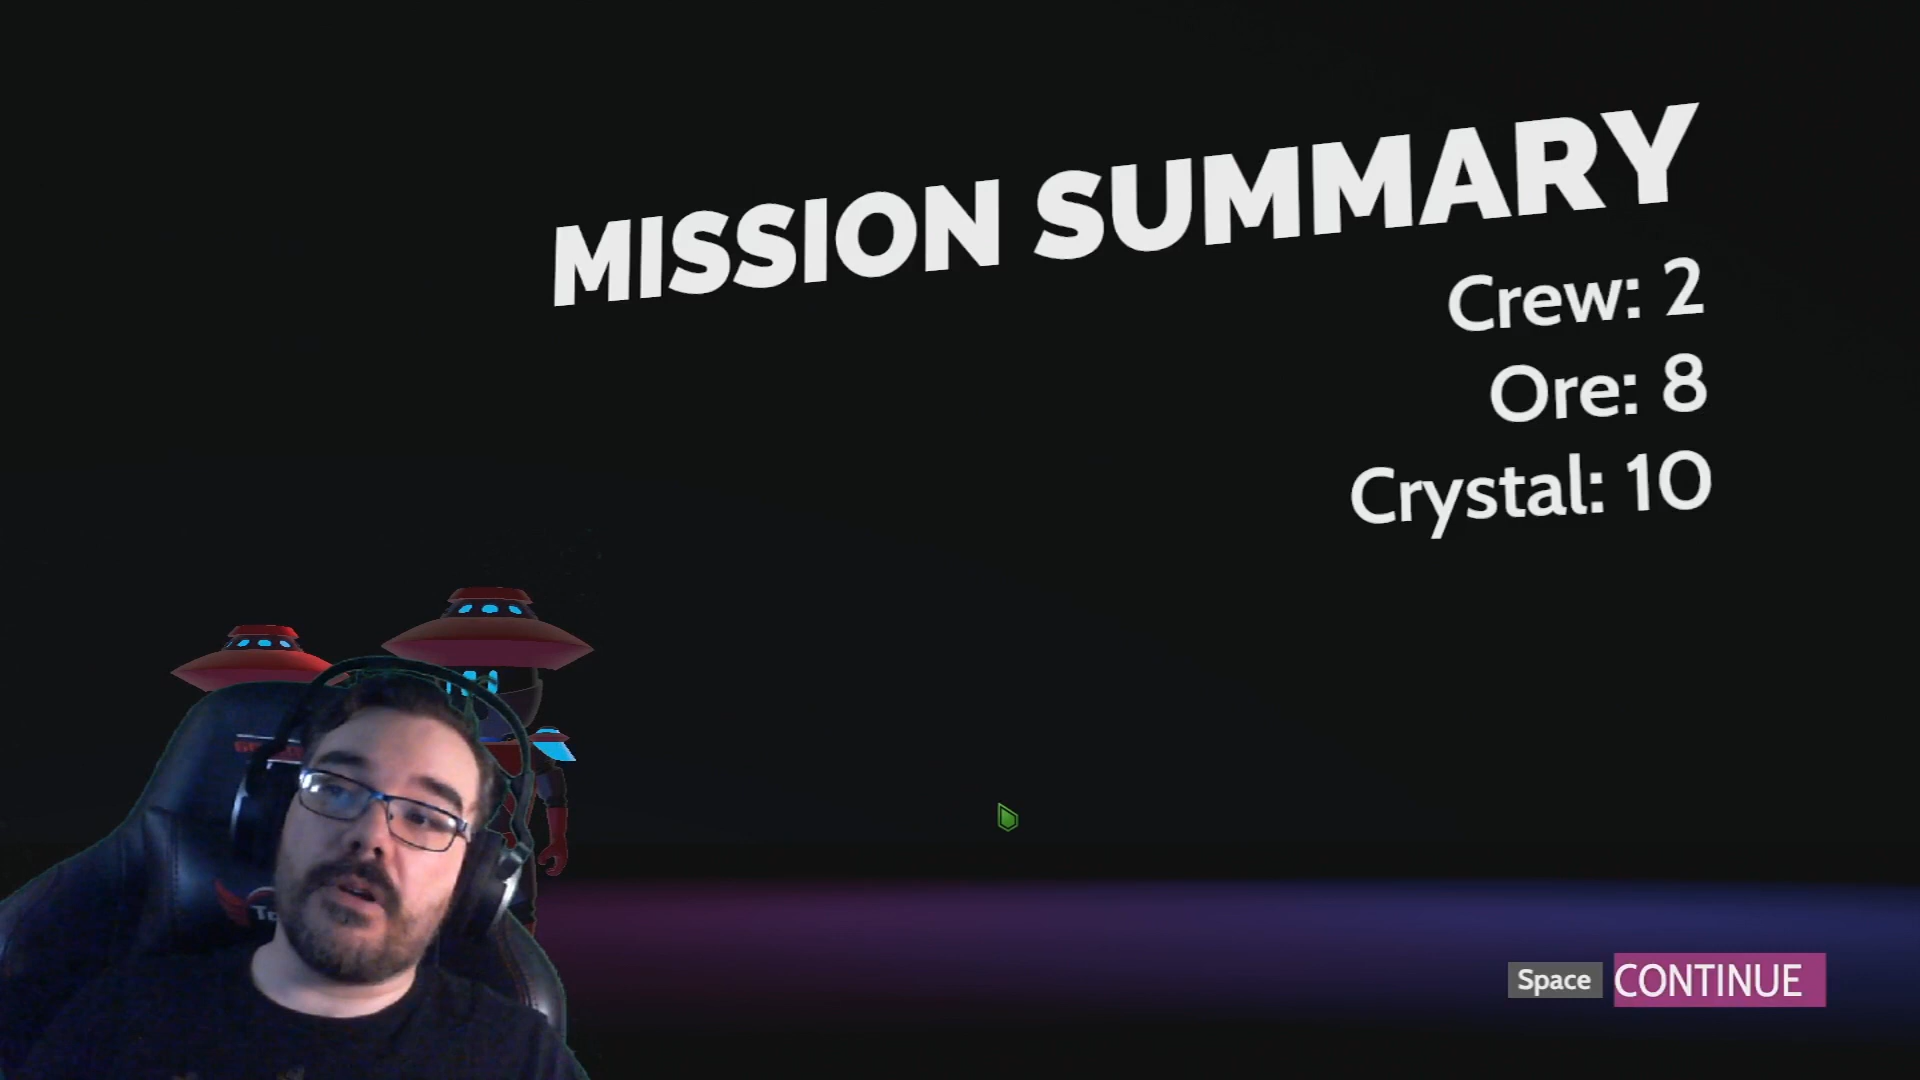 MISSION SUMMARY
Crew: 2
Ore: 8
Crystal: 10
Space CONTINUE